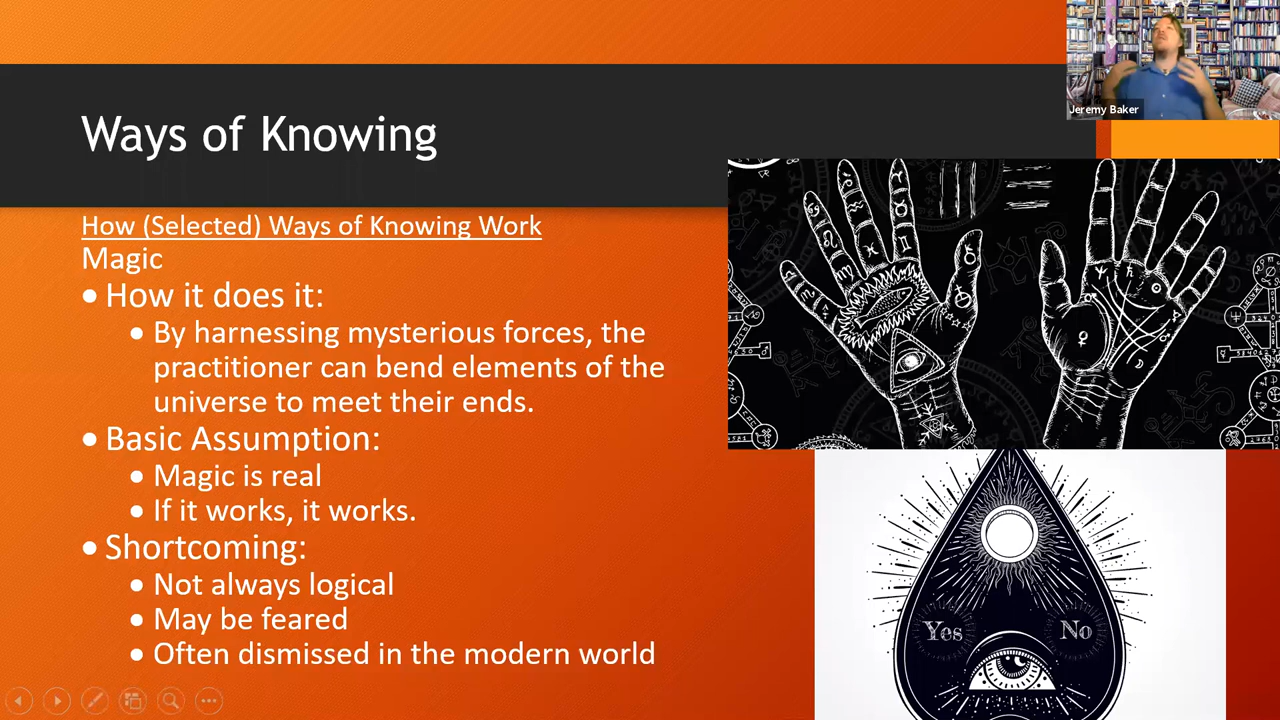 Jeremy Baker
Ways of Knowing
How (Selected) Ways of Knowing Work
Magic
• How it does it:
• By harnessing mysterious forces, the
practitioner can bend elements of the
universe to meet their ends.
• Basic Assumption:
• Magic is real
• If it works, it works.
• Shortcoming:
• Not always logical
• May be feared
• Often dismissed in the modern world
Yes No